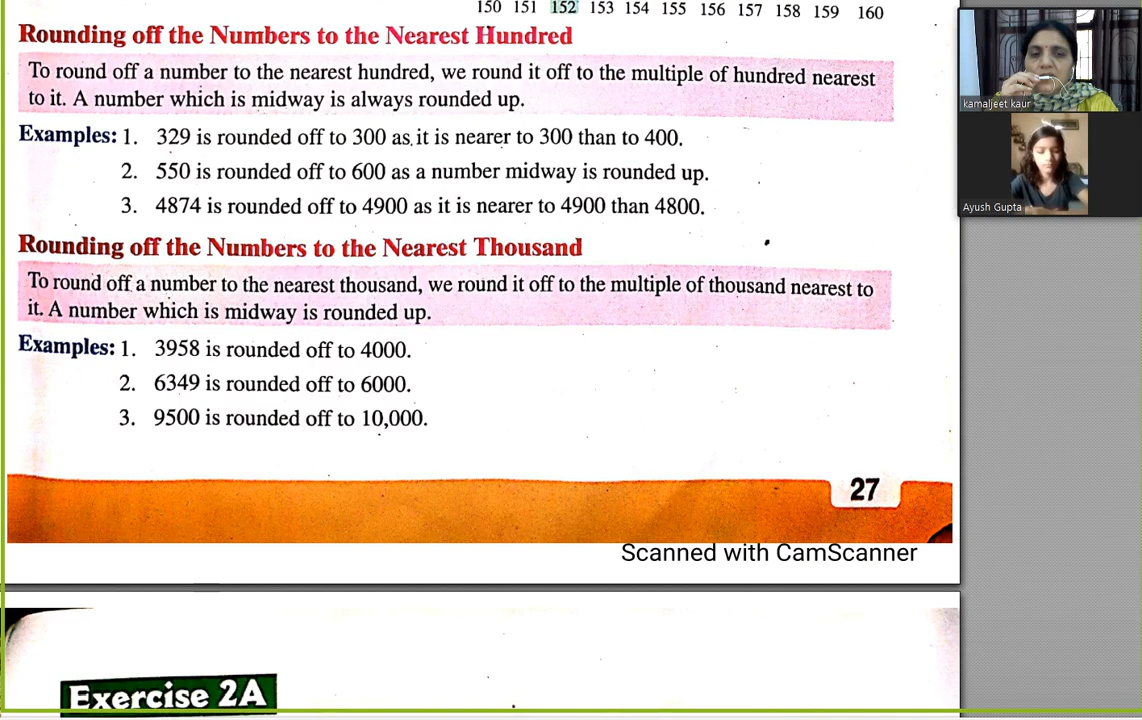 150 151 152 153 154 155 156 157 158 159 160
Rounding off the Numbers to the Nearest Hundred
To round off a number to the nearest hundred, we round it off to the multiple of hundred nearest
to it. A number which is midway is always rounded up.
Examples: 1. 329 is rounded off to 300 as it is nearer to 300 than to 400.
2. 550 is rounded off to 600 as a number midway is rounded up.
3. 4874 is rounded off to 4900 as it is nearer to 4900 than 4800.
Rounding off the Numbers to the Nearest Thousand
To round off a number to the nearest thousand, we round it off to the multiple of thousand nearest to
it. A number which is midway is rounded up.
Examples: 1. 3958 is rounded off to 4000.
2. 6349 is rounded off to 6000.
3. 9500 is rounded off to 10,000.
27
Scanned with CamScanner
Exercise 2A
kamaljeet kaur
Ayush Gupta